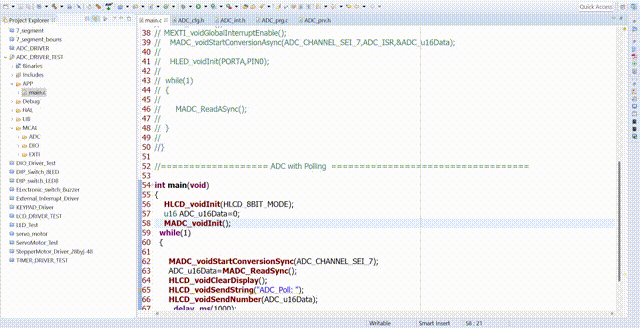 Quick Access
Project Explorer
main.c
ADC_cfg.h
ADC_int.h
ADC_prg.c
ADC_prv.h
7_segment
7_segment_bouns
ADC_DRIVER
ADC_DRIVER_TEST
Binaries
Includes
APP
main.c
Debug
HAL
LIB
MCAL
ADC
DIO
EXTI
DIO_Driver_Test
DIP_Switch_LED8
ELectronic_switch_Buzzer
External_Interrupt_Driver
KEYPAD_Driver
LCD_DRIVER_TEST
LED_Test
servo_motor
ServoMotor_Test
StepperMotor_Driver_28byj-48
TIMER_DRIVER_TEST
38 // MEXTI_voidGlobalInterruptEnable();
39 // MADC_voidStartConversionAsync(ADC_CHANNEL_SEI_7,ADC_ISR,&ADC_u16Data);
40 //
41 // HLED_voidInit(PORTA,PIN0);
42 //
43 // while(1)
44 // {
45 //
46 // MADC_ReadASync();
47 //
48 // }
49 //
50 //}
51
52 //=================== ADC with Polling ===================================
53
54 int main(void)
55 {
56 HLCD_voidInit(HLCD_8BIT_MODE);
57 u16 ADC_u16Data=0;
58 MADC_voidInit();
59 while(1)
60 {
61
62 MADC_voidStartConversionSync(ADC_CHANNEL_SEI_7);
63 ADC_u16Data=MADC_ReadSync();
64 HLCD_voidClearDisplay();
65 HLCD_voidSendString("ADC_Poll: ");
66 HLCD_voidSendNumber(ADC_u16Data);
67 _delay_ms(1000);
Writable
Smart Insert
58 : 21